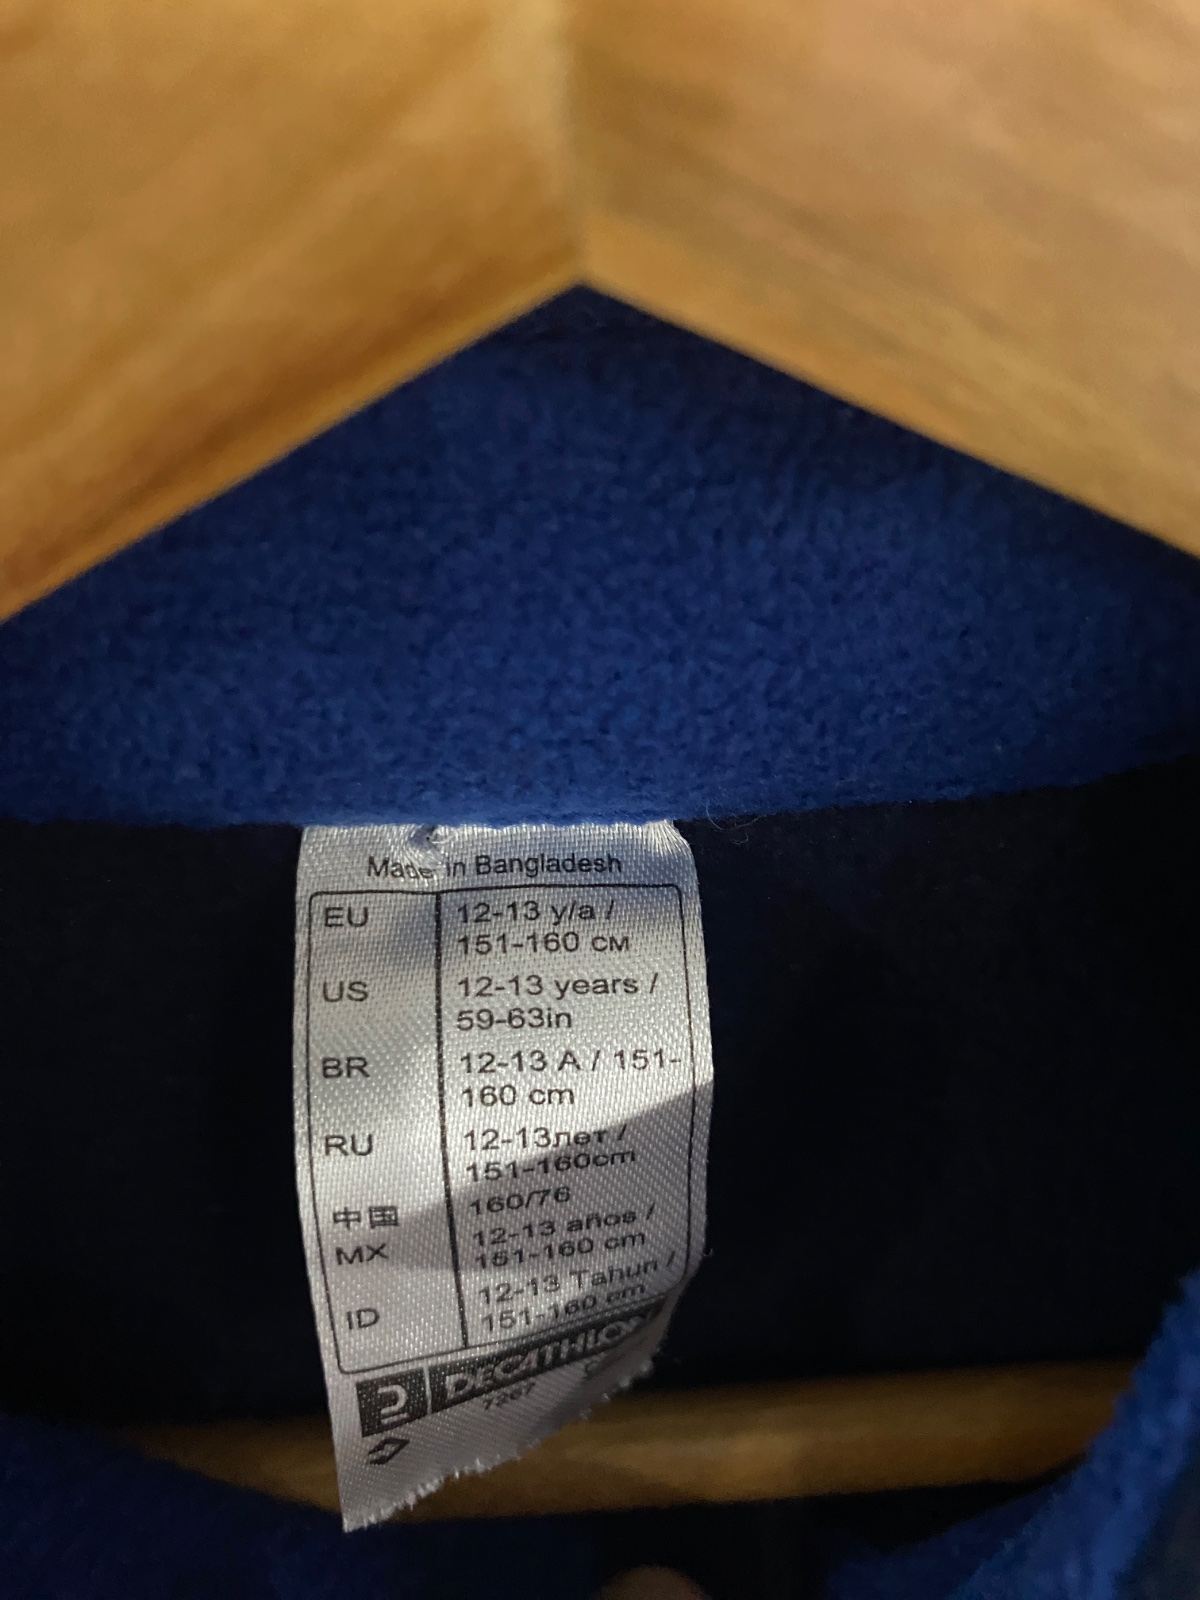 Made in Bangladesh
EU 12-13 y/a /
151-160 см
US 12-13 years /
59-63in
BR 12-13 A / 151-
160 cm
RU 12-13лет /
151-160cm
中国 160/76
MX 12-13 años /
151-160 cm
ID 12-13 Tahun /
151-160 cm
DECATHLON
7267